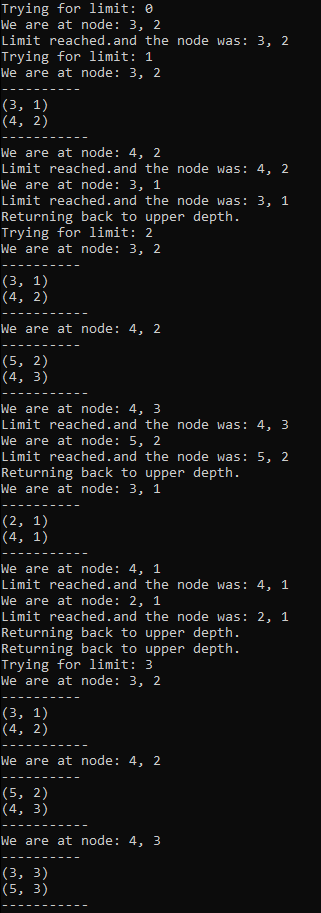 Trying for limit: 0
We are at node: 3, 2
Limit reached.and the node was: 3, 2
Trying for limit: 1
We are at node: 3, 2
----------
(3, 1)
(4, 2)
-----------
We are at node: 4, 2
Limit reached.and the node was: 4, 2
We are at node: 3, 1
Limit reached.and the node was: 3, 1
Returning back to upper depth.
Trying for limit: 2
We are at node: 3, 2
----------
(3, 1)
(4, 2)
-----------
We are at node: 4, 2
----------
(5, 2)
(4, 3)
-----------
We are at node: 4, 3
Limit reached.and the node was: 4, 3
We are at node: 5, 2
Limit reached.and the node was: 5, 2
Returning back to upper depth.
We are at node: 3, 1
----------
(2, 1)
(4, 1)
-----------
We are at node: 4, 1
Limit reached.and the node was: 4, 1
We are at node: 2, 1
Limit reached.and the node was: 2, 1
Returning back to upper depth.
Returning back to upper depth.
Trying for limit: 3
We are at node: 3, 2
----------
(3, 1)
(4, 2)
-----------
We are at node: 4, 2
----------
(5, 2)
(4, 3)
-----------
We are at node: 4, 3
----------
(3, 3)
(5, 3)
-----------